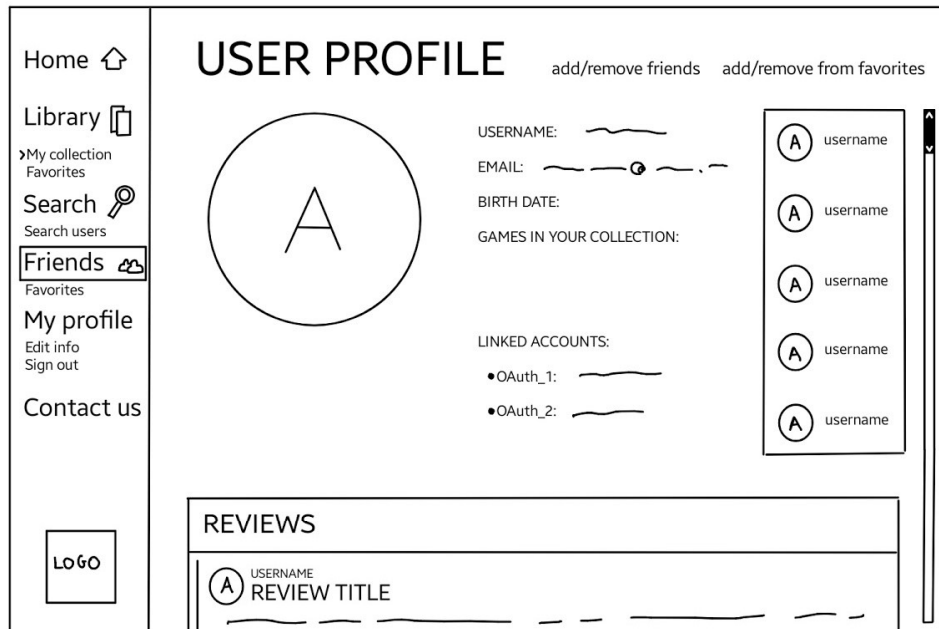 Home
Library
>My collection
Favorites
Search
Search users
Friends
Favorites
My profile
Edit info
Sign out
Contact us
LOGO
USER PROFILE
add/remove friends
add/remove from favorites
A
USERNAME:
EMAIL:
BIRTH DATE:
GAMES IN YOUR COLLECTION:
LINKED ACCOUNTS:
•OAuth_1:
•OAuth_2:
A username
A username
A username
A username
A username
REVIEWS
A
USERNAME
REVIEW TITLE